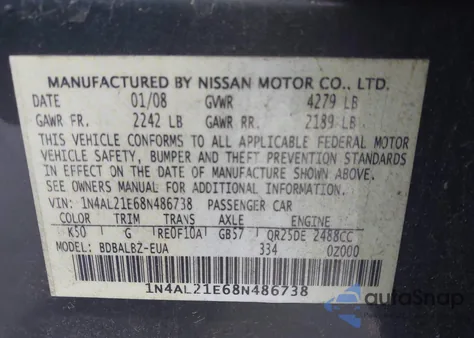 MANUFACTURED BY NISSAN MOTOR CO., LTD.
DATE 01/08 GVWR 4279 LB
GAWR FR. 2242 LB GAWR RR. 2189 LB
THIS VEHICLE CONFORMS TO ALL APPLICABLE FEDERAL MOTOR
VEHICLE SAFETY, BUMPER AND THEFT PREVENTION STANDARDS
IN EFFECT ON THE DATE OF MANUFACTURE SHOWN ABOVE.
SEE OWNERS MANUAL FOR ADDITIONAL INFORMATION.
VIN: 1N4AL21E68N486738 PASSENGER CAR
COLOR TRIM TRANS AXLE ENGINE
K50 G RE0F10A GB57 QR25DE 2488CC
MODEL: BDBALBZ-EUA 334 0Z000
1N4AL21E68N486738
autoSnap